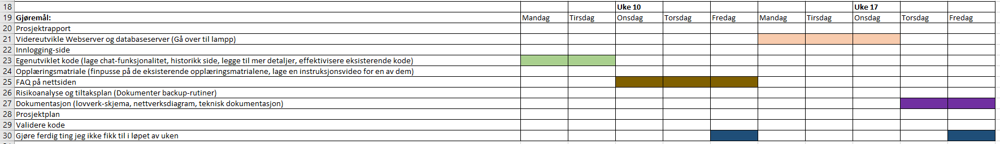 18 Uke 10 Uke 17
19 Gjøremål: Mandag Tirsdag Onsdag Torsdag Fredag Mandag Tirsdag Onsdag Torsdag Fredag
20 Prosjektrapport
21 Videreutvikle Webserver og databaseserver (Gå over til lampp)
22 Innlogging-side
23 Egenutviklet kode (lage chat-funksjonalitet, historikk side, legge til mer detaljer, effektivisere eksisterende kode)
24 Opplæringsmatriale (finpusse på de eksisterende opplæringsmatrialene, lage en instruksjonsvideo for en av dem)
25 FAQ på nettsiden
26 Risikoanalyse og tiltaksplan (Dokumenter backup-rutiner)
27 Dokumentasjon (lovverk-skjema, nettverksdiagram, teknisk dokumentasjon)
28 Prosjektplan
29 Validere kode
30 Gjøre ferdig ting jeg ikke fikk til i løpet av uken